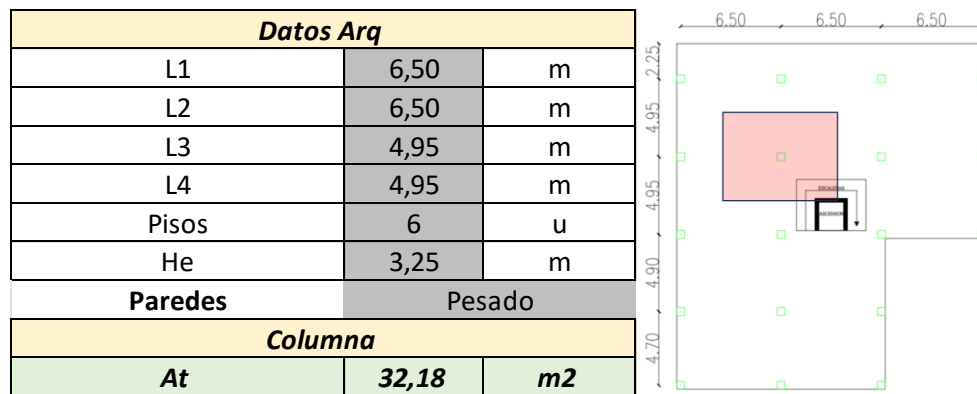 Datos Arq
L1 6,50 m
L2 6,50 m
L3 4,95 m
L4 4,95 m
Pisos 6 u
He 3,25 m
Paredes Pesado
Columna
At 32,18 m2
6.50 6.50 6.50
2.25
4.95
4.95
4.90
4.70
ESCALERAS
ASCENSOR